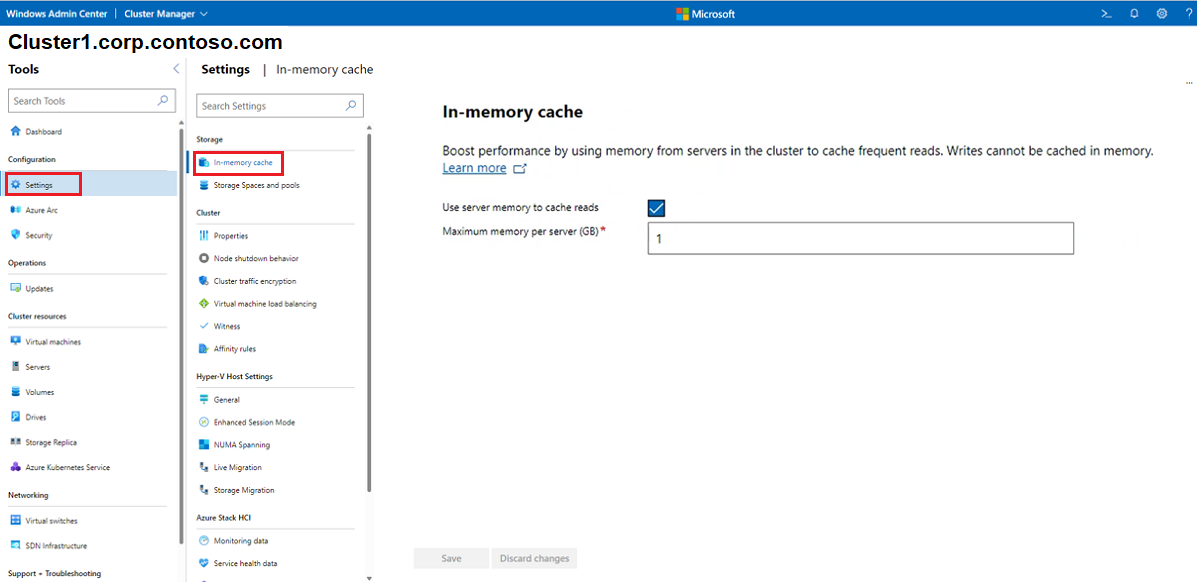 Windows Admin Center | Cluster Manager
Microsoft
?
Cluster1.corp.contoso.com
Tools
Search Tools
Dashboard
Configuration
Settings
Azure Arc
Security
Operations
Updates
Cluster resources
Virtual machines
Servers
Volumes
Drives
Storage Replica
Azure Kubernetes Service
Networking
Virtual switches
SDN Infrastructure
Support + Troubleshooting
Settings | In-memory cache
Search Settings
Storage
In-memory cache
Storage Spaces and pools
Cluster
Properties
Node shutdown behavior
Cluster traffic encryption
Virtual machine load balancing
Witness
Affinity rules
Hyper-V Host Settings
General
Enhanced Session Mode
NUMA Spanning
Live Migration
Storage Migration
Azure Stack HCI
Monitoring data
Service health data
...
In-memory cache
Boost performance by using memory from servers in the cluster to cache frequent reads. Writes cannot be cached in memory.
Learn more
Use server memory to cache reads
Maximum memory per server (GB)*
1
Save
Discard changes